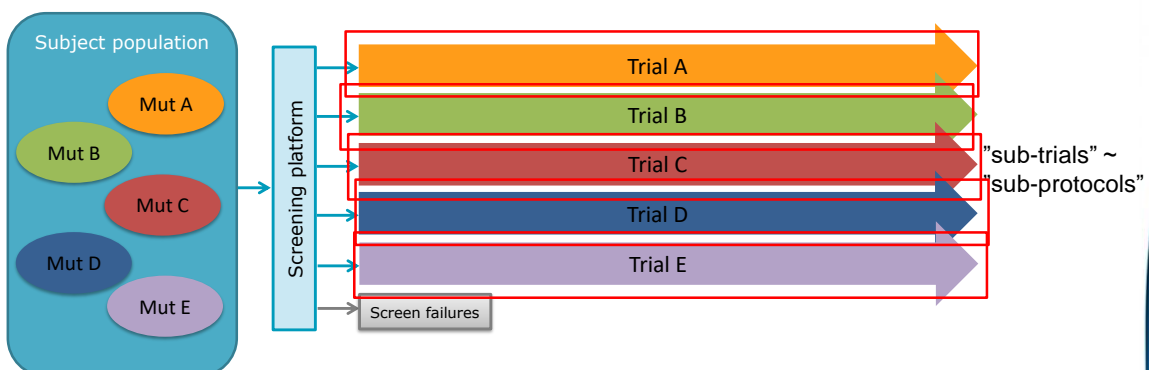 Subject population
Mut A
Mut B
Mut C
Mut D
Mut E
Screening platform
Trial A
Trial B
Trial C
Trial D
Trial E
Screen failures
”sub-trials” ~
”sub-protocols”